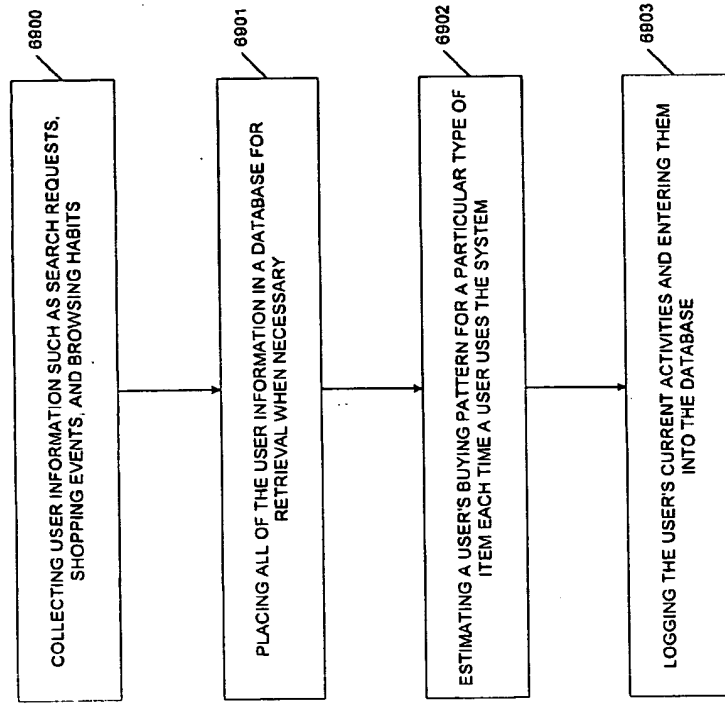 6900
COLLECTING USER INFORMATION SUCH AS SEARCH REQUESTS,
SHOPPING EVENTS, AND BROWSING HABITS
6901
PLACING ALL OF THE USER INFORMATION IN A DATABASE FOR
RETRIEVAL WHEN NECESSARY
6902
ESTIMATING A USER'S BUYING PATTERN FOR A PARTICULAR TYPE OF
ITEM EACH TIME A USER USES THE SYSTEM
6903
LOGGING THE USER'S CURRENT ACTIVITIES AND ENTERING THEM
INTO THE DATABASE